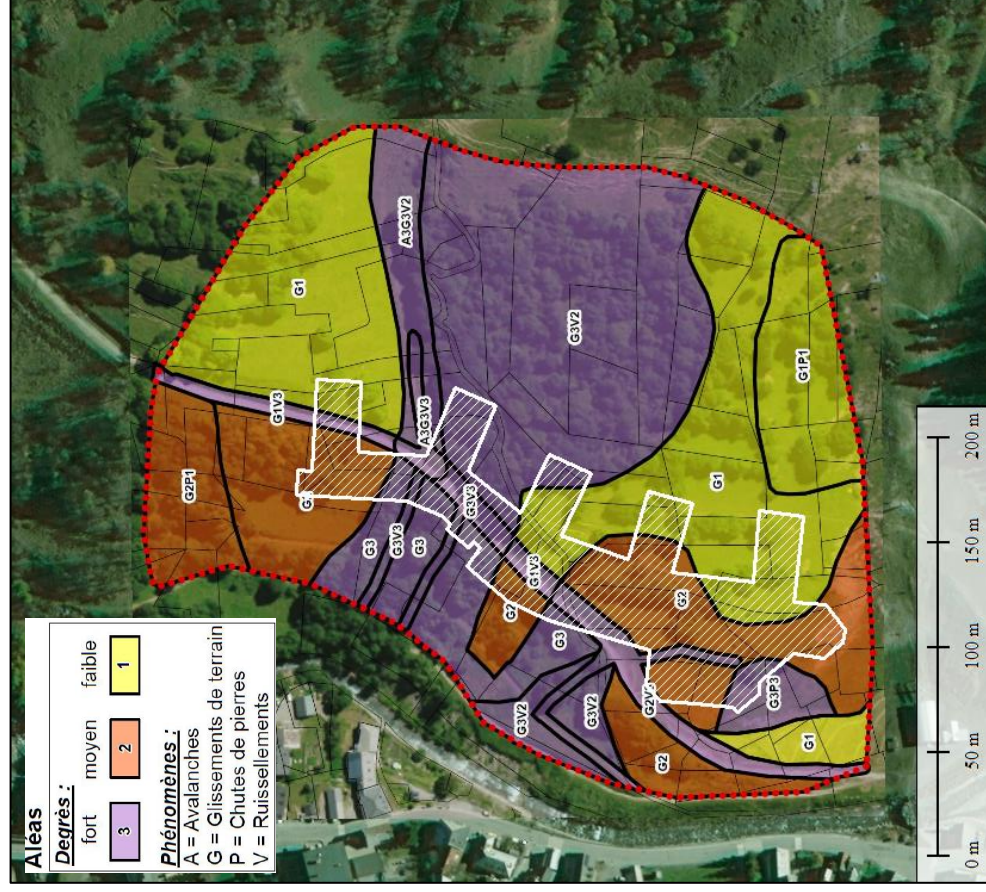 Aléas
Degrès :
fort moyen faible
3 2 1
Phénomènes :
A = Avalanches
G = Glissements de terrain
P = Chutes de pierres
V = Ruissellements
G2P1
G1V3
G1
A3G3V2
G3V2
G1P1
G1
A3G3V3
G3
G3V3
G3
G3V3
G1V3
G2
G3
G2
G3V2
G3V2
G2
G3P3
G1
0 m 50 m 100 m 150 m 200 m